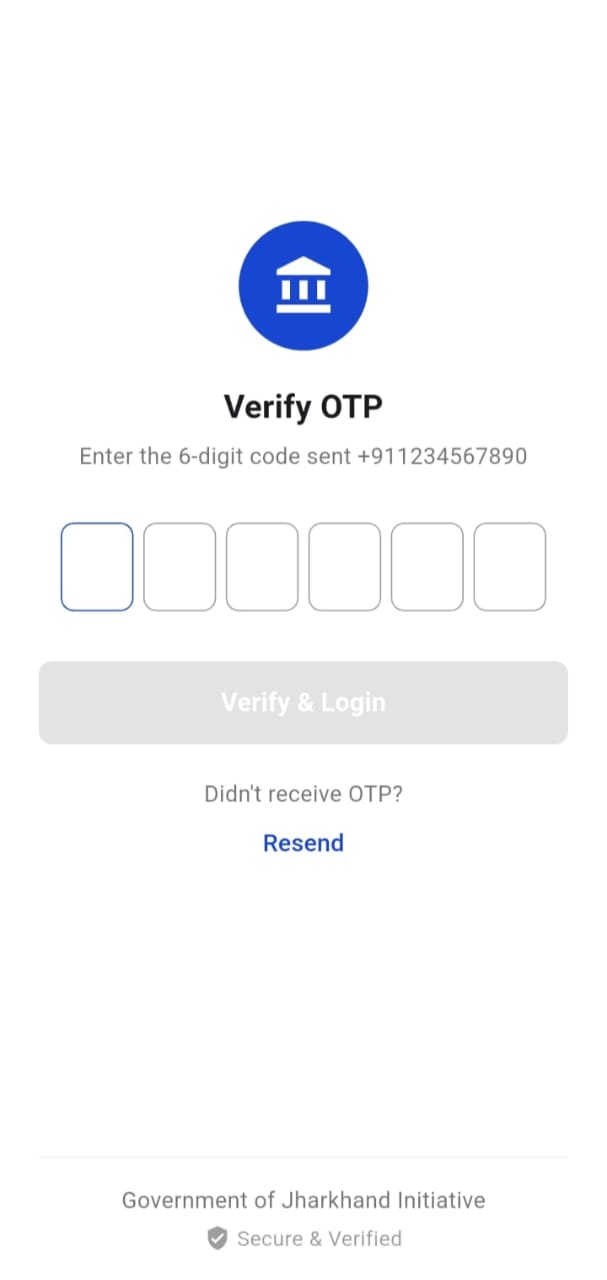 Verify OTP
Enter the 6-digit code sent +911234567890
Verify & Login
Didn't receive OTP?
Resend
Government of Jharkhand Initiative
Secure & Verified